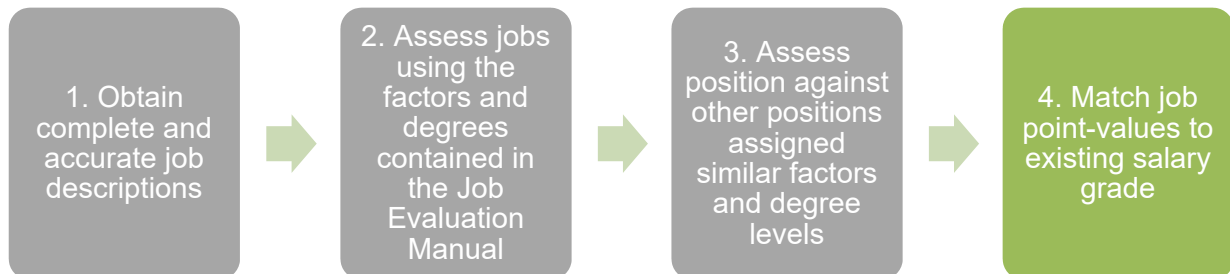 1. Obtain
complete and
accurate job
descriptions
2. Assess jobs
using the
factors and
degrees
contained in
the Job
Evaluation
Manual
3. Assess
position against
other positions
assigned
similar factors
and degree
levels
4. Match job
point-values to
existing salary
grade